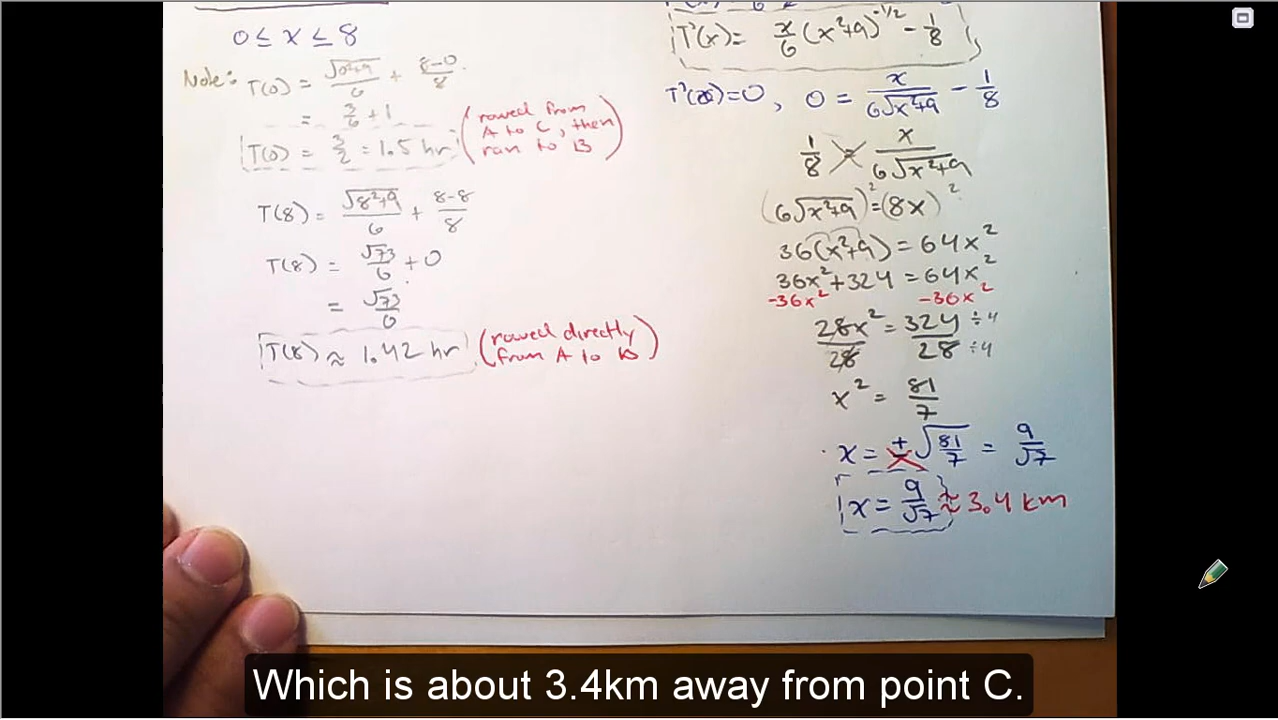 0 ≤ x ≤ 8
Note: T(0) = √(0²+9)/6 + (8-0)/8
= 3/6 + 1
T(0) = 3/2 = 1.5 hr (rowed from
A to C, then
ran to B)
T(8) = √(8²+9)/6 + (8-8)/8
T(8) = √73/6 + 0
= √73/6
T(8) ≈ 1.42 hr (rowed directly
from A to B)
T'(x) = x/6 (x²+9)^(-1/2) - 1/8
T'(x) = 0, 0 = x/(6√(x²+9)) - 1/8
1/8 = x/(6√(x²+9))
(6√(x²+9))² = (8x)²
36(x²+9) = 64x²
36x² + 324 = 64x²
-36x² -36x²
28x²/28 = 324/28 ÷4 ÷4
x² = 81/7
x = ±√(81/7) = 9/√7
x = 9/√7 ≈ 3.4 km
Which is about 3.4km away from point C.